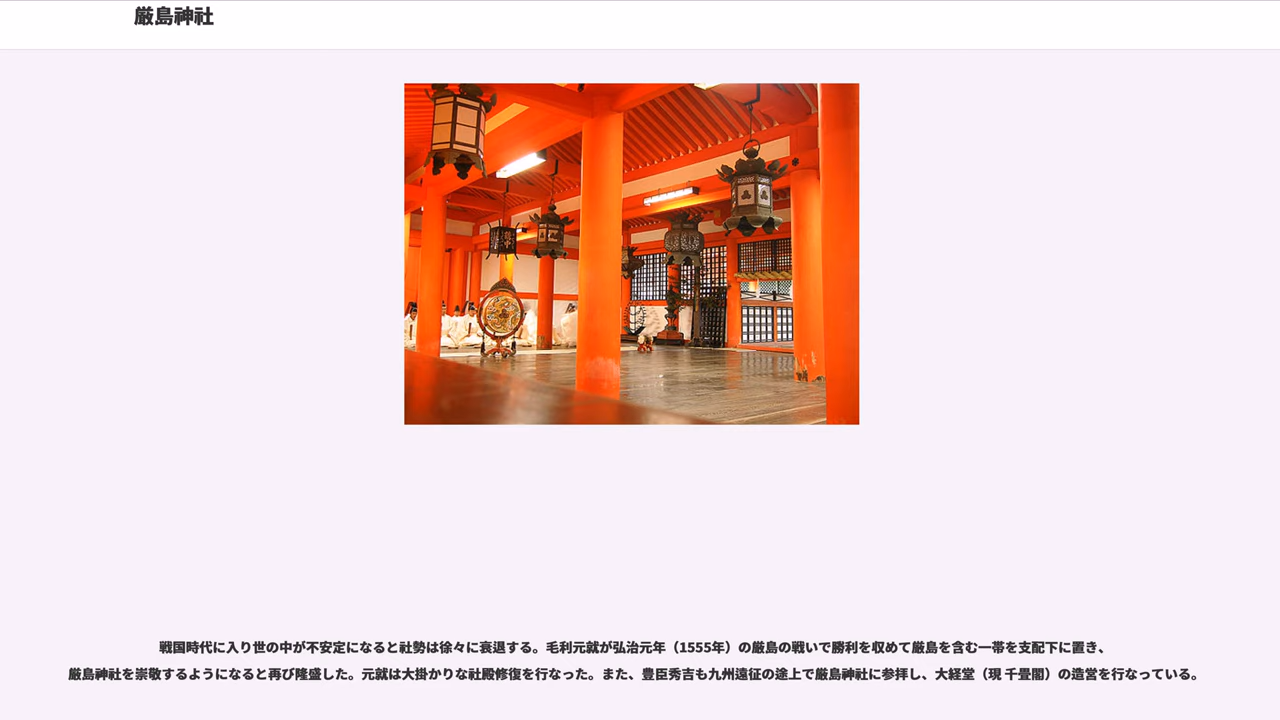 厳島神社
戦国時代に入り世の中が不安定になると社勢は徐々に衰退する。毛利元就が弘治元年（1555年）の厳島の戦いで勝利を収めて厳島を含む一帯を支配下に置き、
厳島神社を崇敬するようになると再び隆盛した。元就は大掛かりな社殿修復を行なった。また、豊臣秀吉も九州遠征の途上で厳島神社に参拝し、大経堂（現 千畳閣）の造営を行なっている。